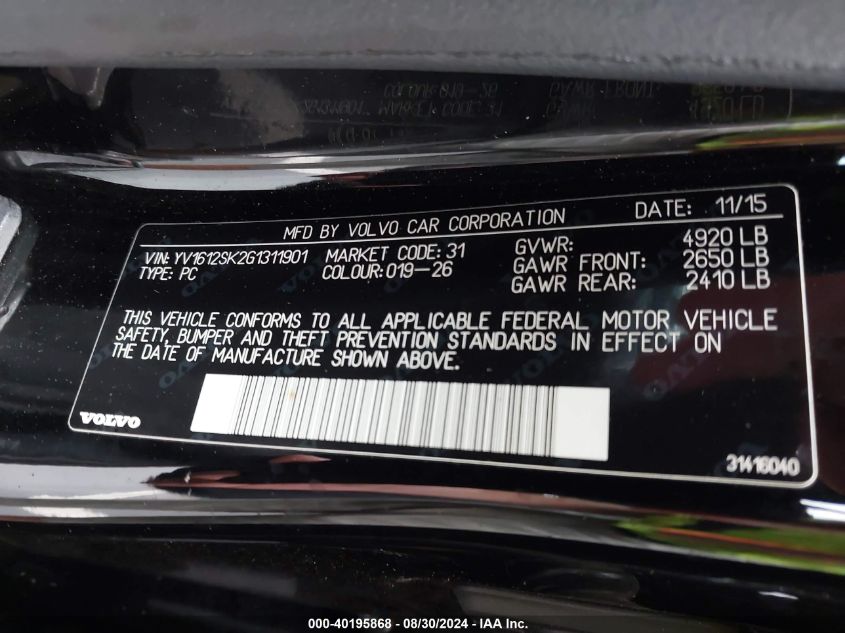 MFD BY VOLVO CAR CORPORATION DATE: 11/15
VIN: YV1612SK2G1311901 MARKET CODE: 31 GVWR: 4920 LB
TYPE: PC COLOUR: 019-26 GAWR FRONT: 2650 LB
GAWR REAR: 2410 LB
THIS VEHICLE CONFORMS TO ALL APPLICABLE FEDERAL MOTOR VEHICLE
SAFETY, BUMPER AND THEFT PREVENTION STANDARDS IN EFFECT ON
THE DATE OF MANUFACTURE SHOWN ABOVE.
VOLVO
31416040
000-40195868 - 08/30/2024 - IAA Inc.